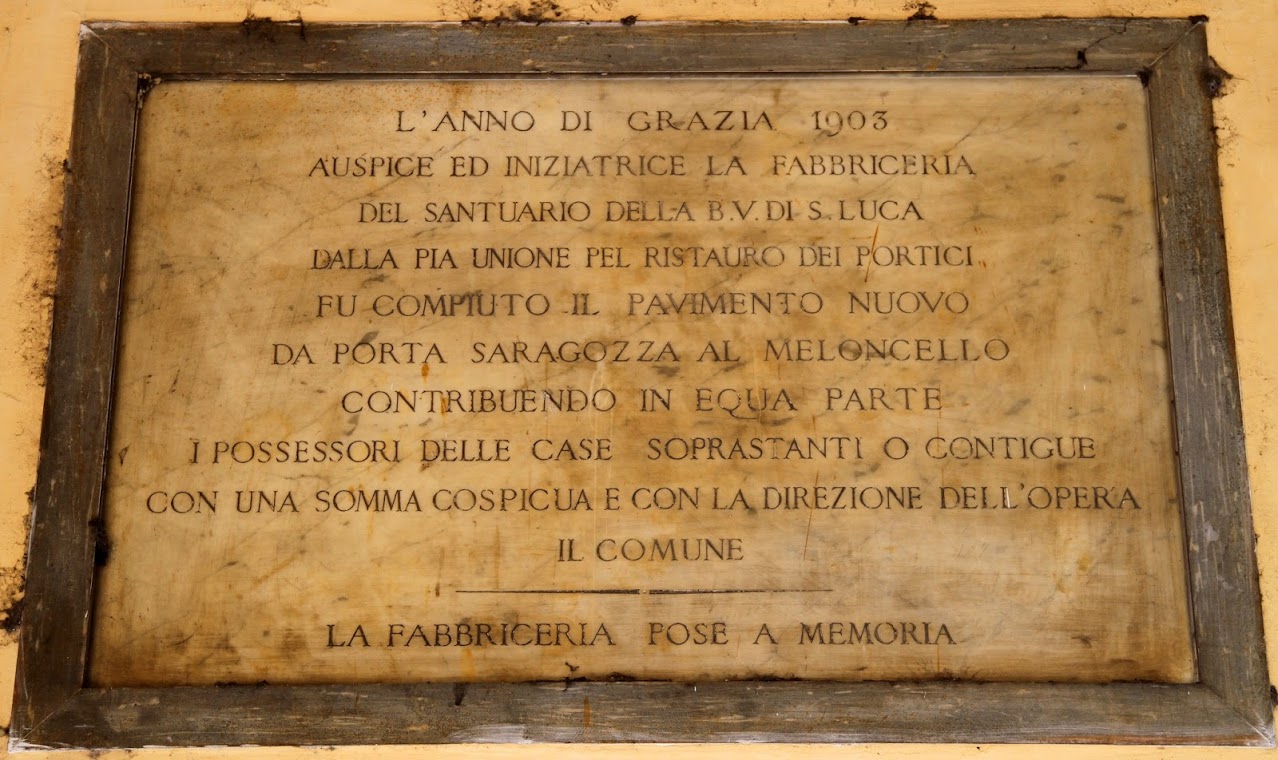 L'ANNO DI GRAZIA 1903
AUSPICE ED INIZIATRICE LA FABBRICERIA
DEL SANTUARIO DELLA B.V. DI S. LUCA
DALLA PIA UNIONE PEL RISTAURO DEI PORTICI
FU COMPIUTO IL PAVIMENTO NUOVO
DA PORTA SARAGOZZA AL MELONCELLO
CONTRIBUENDO IN EQUA PARTE
I POSSESSORI DELLE CASE SOPRASTANTI O CONTIGUE
CON UNA SOMMA COSPICUA E CON LA DIREZIONE DELL'OPERA
IL COMUNE
LA FABBRICERIA POSE A MEMORIA